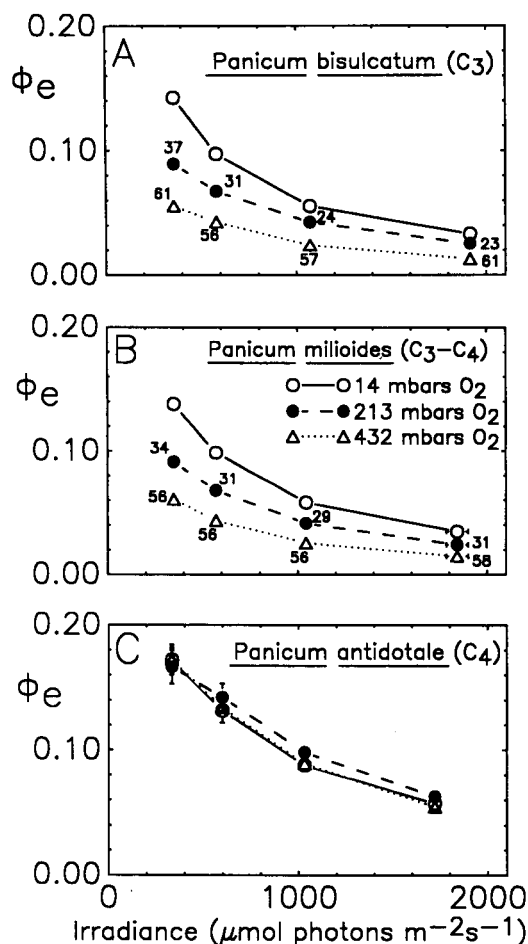 0.20
A
Panicum bisulcatum (C3)
ϕe
0.10
37
31
24
23
61
56
57
61
0.00
0.20
B
Panicum milioides (C3-C4)
14 mbars O2
213 mbars O2
432 mbars O2
0.10
34
31
29
31
56
56
56
58
0.00
0.20
C
Panicum antidotale (C4)
ϕe
0.10
0.00
0
1000
2000
Irradiance (μmol photons m-2s-1)